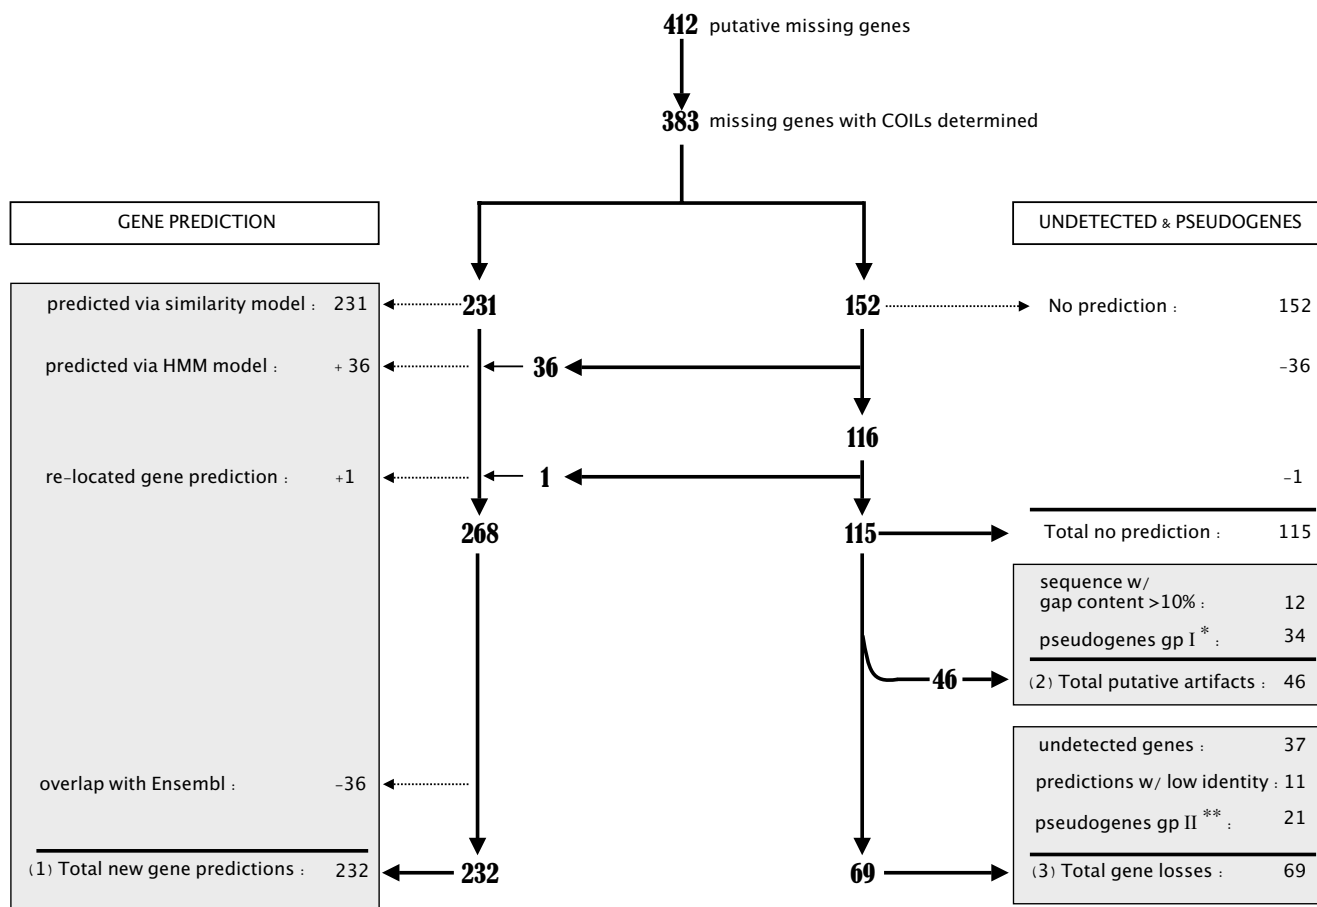 412 putative missing genes
383 missing genes with COILs determined
GENE PREDICTION
UNDETECTED & PSEUDOGENES
predicted via similarity model : 231
231
152
No prediction : 152
predicted via HMM model : + 36
36
-36
116
re-located gene prediction : +1
1
-1
268
115
Total no prediction : 115
sequence w/
gap content >10% : 12
pseudogenes gp I * : 34
46
(2) Total putative artifacts : 46
undetected genes : 37
overlap with Ensembl : -36
predictions w/ low identity : 11
pseudogenes gp II ** : 21
(1) Total new gene predictions : 232
232
69
(3) Total gene losses : 69